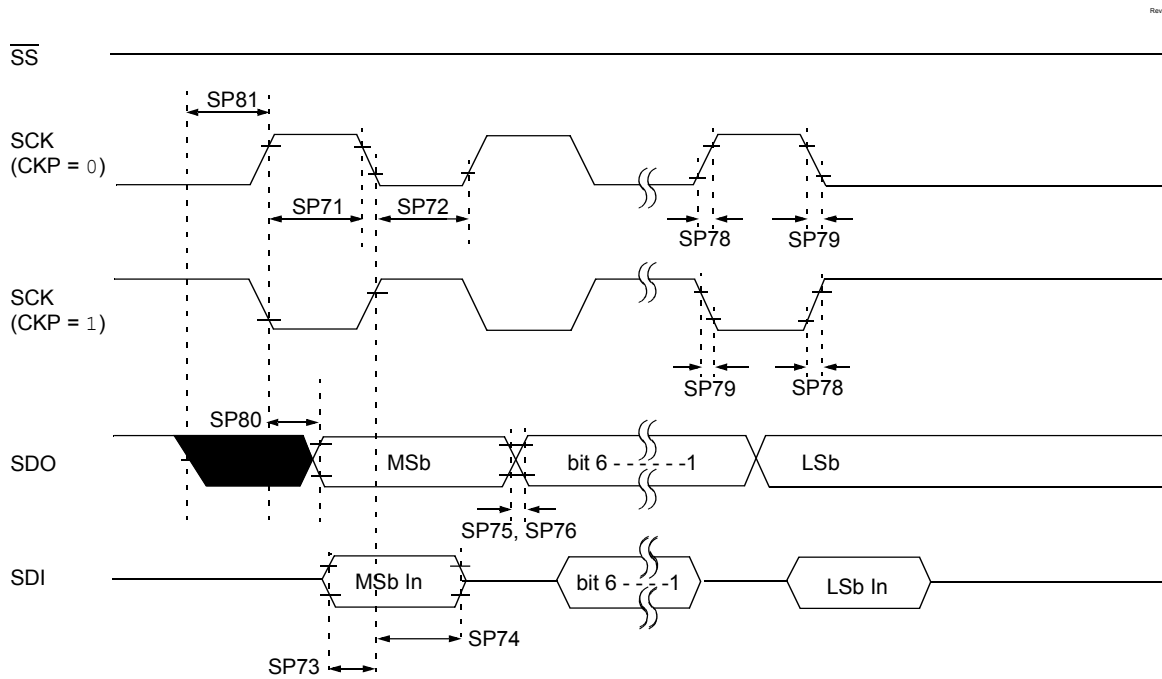 Rev
SS
SP81
SCK
(CKP = 0)
SP71
SP72
SP78
SP79
SCK
(CKP = 1)
SP79
SP78
SP80
SDO
MSb
bit 6 - - - - - -1
LSb
SP75, SP76
SDI
MSb In
bit 6 - - - - -1
LSb In
SP74
SP73